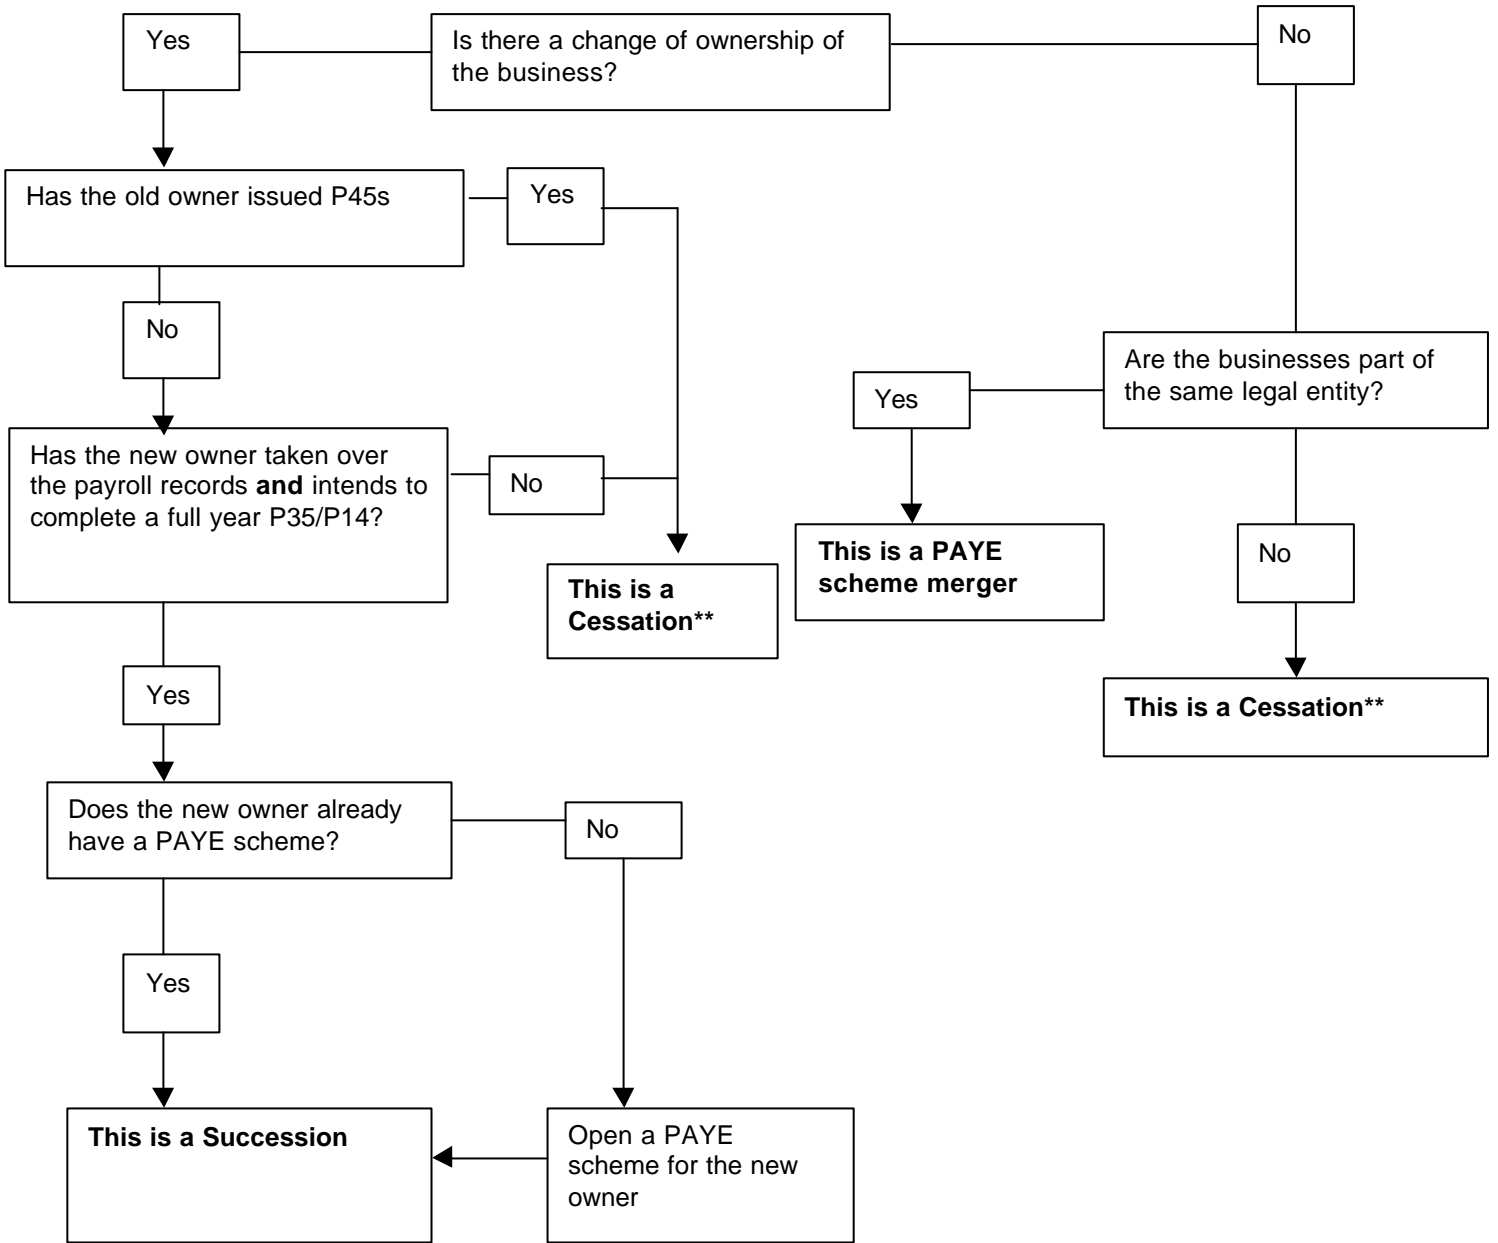 Yes
Is there a change of ownership of
the business?
No
Has the old owner issued P45s
Yes
No
Are the businesses part of
the same legal entity?
Yes
Has the new owner taken over
the payroll records and intends to
complete a full year P35/P14?
No
This is a PAYE
scheme merger
No
This is a
Cessation**
Yes
This is a Cessation**
Does the new owner already
have a PAYE scheme?
No
Yes
This is a Succession
Open a PAYE
scheme for the new
owner